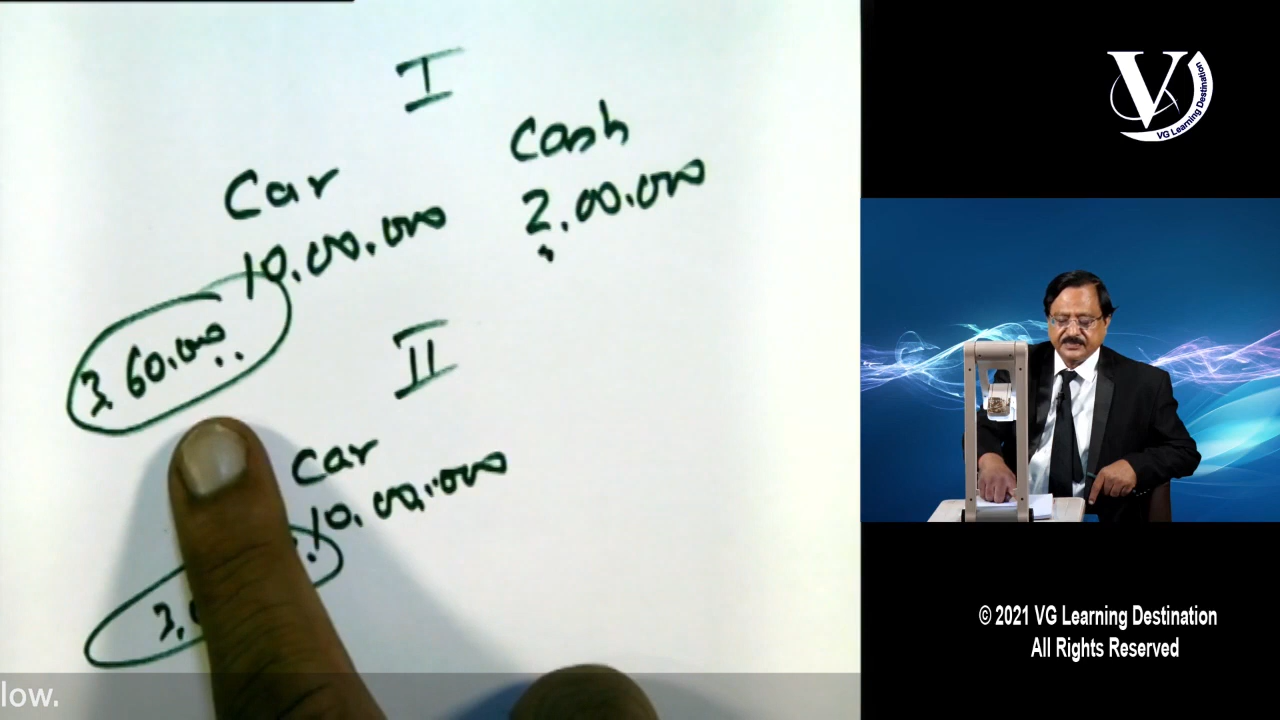 I
Cash
Car
2,00,000
10,00,000
3,60,000
II
Car
10,00,000
low.
V
VG Learning Destination
© 2021 VG Learning Destination
All Rights Reserved